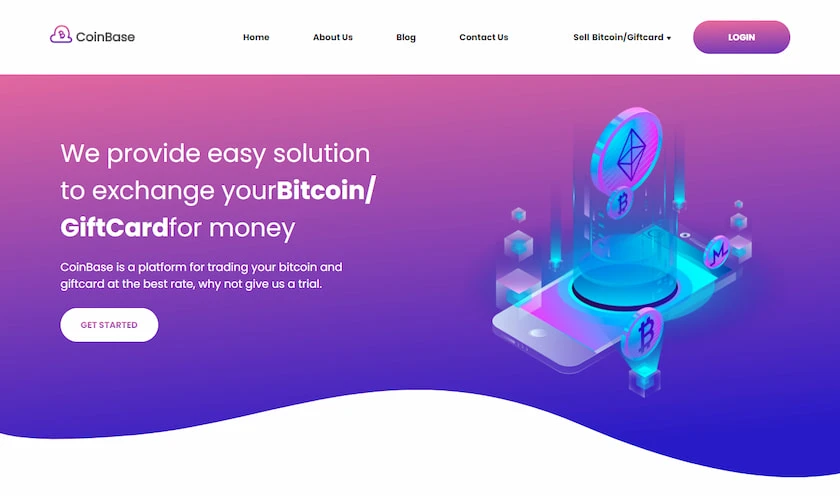 CoinBase
Home
About Us
Blog
Contact Us
Sell Bitcoin/Giftcard ▾
LOGIN
We provide easy solution
to exchange yourBitcoin/
GiftCardfor money
CoinBase is a platform for trading your bitcoin and
giftcard at the best rate, why not give us a trial.
GET STARTED